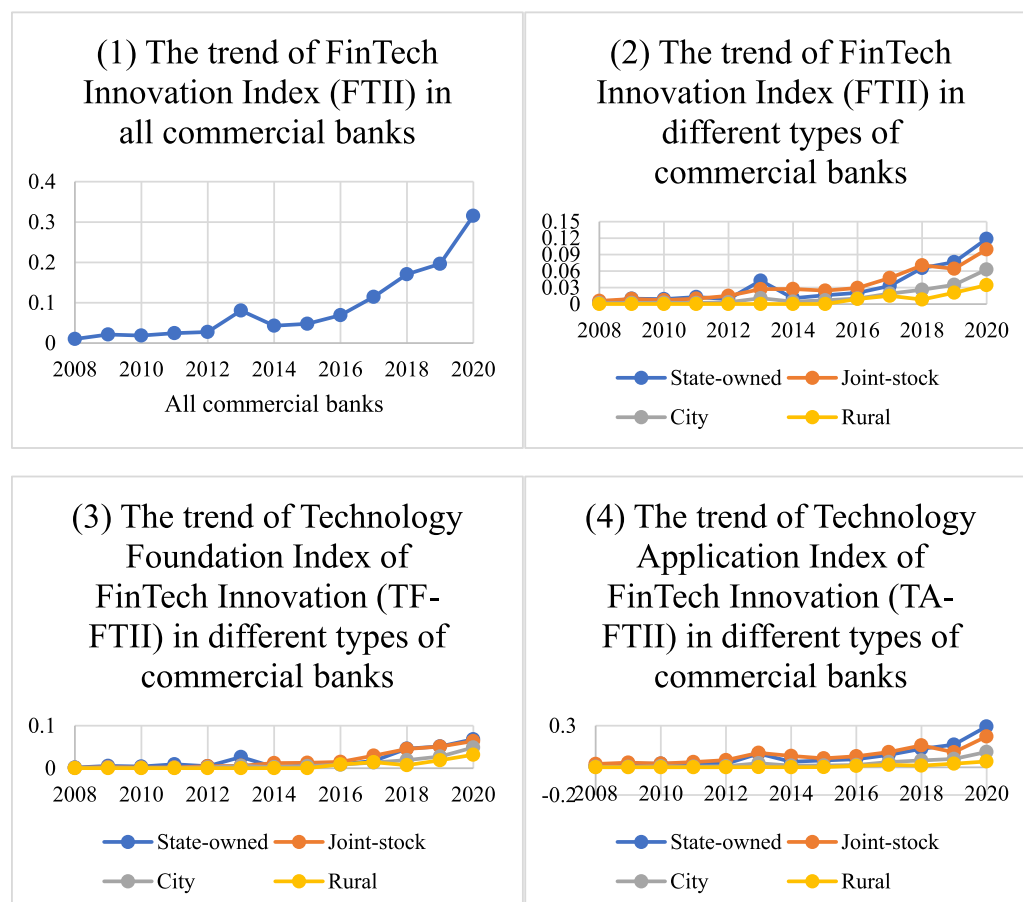 (1) The trend of FinTech
Innovation Index (FTII) in
all commercial banks
0.4
0.3
0.2
0.1
0
2008 2010 2012 2014 2016 2018 2020
All commercial banks
(2) The trend of FinTech
Innovation Index (FTII) in
different types of
commercial banks
0.15
0.12
0.09
0.06
0.03
0
2008 2010 2012 2014 2016 2018 2020
State-owned Joint-stock
City Rural
(3) The trend of Technology
Foundation Index of
FinTech Innovation (TF-
FTII) in different types of
commercial banks
0.1
0
2008 2010 2012 2014 2016 2018 2020
State-owned Joint-stock
City Rural
(4) The trend of Technology
Application Index of
FinTech Innovation (TA-
FTII) in different types of
commercial banks
0.3
-0.2
2008 2010 2012 2014 2016 2018 2020
State-owned Joint-stock
City Rural